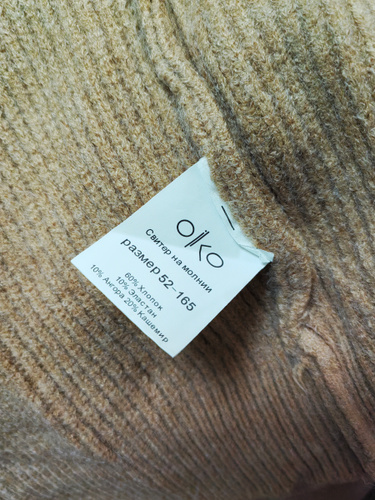 ojko
Свитер на молнии
размер 52-165
60% Хлопок
10% Эластан
10% Ангора 20% Кашемир